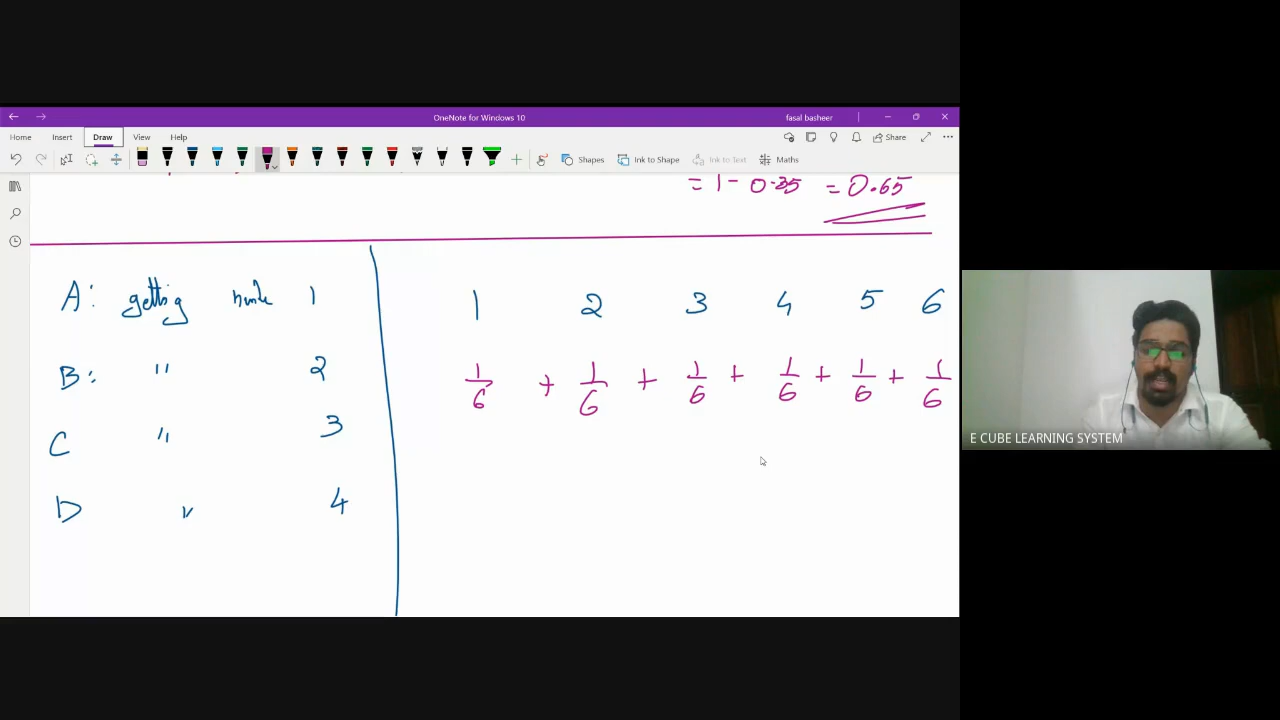 OneNote for Windows 10
fasal basheer
Home Insert Draw View Help
Share
Shapes Ink to Shape Ink to Text Maths
= 1 - 0.35 = 0.65
A: getting 1
1 2 3 4 5 6
B: " 2
1/6 + 1/6 + 1/6 + 1/6 + 1/6 + 1/6
C " 3
D " 4
E CUBE LEARNING SYSTEM